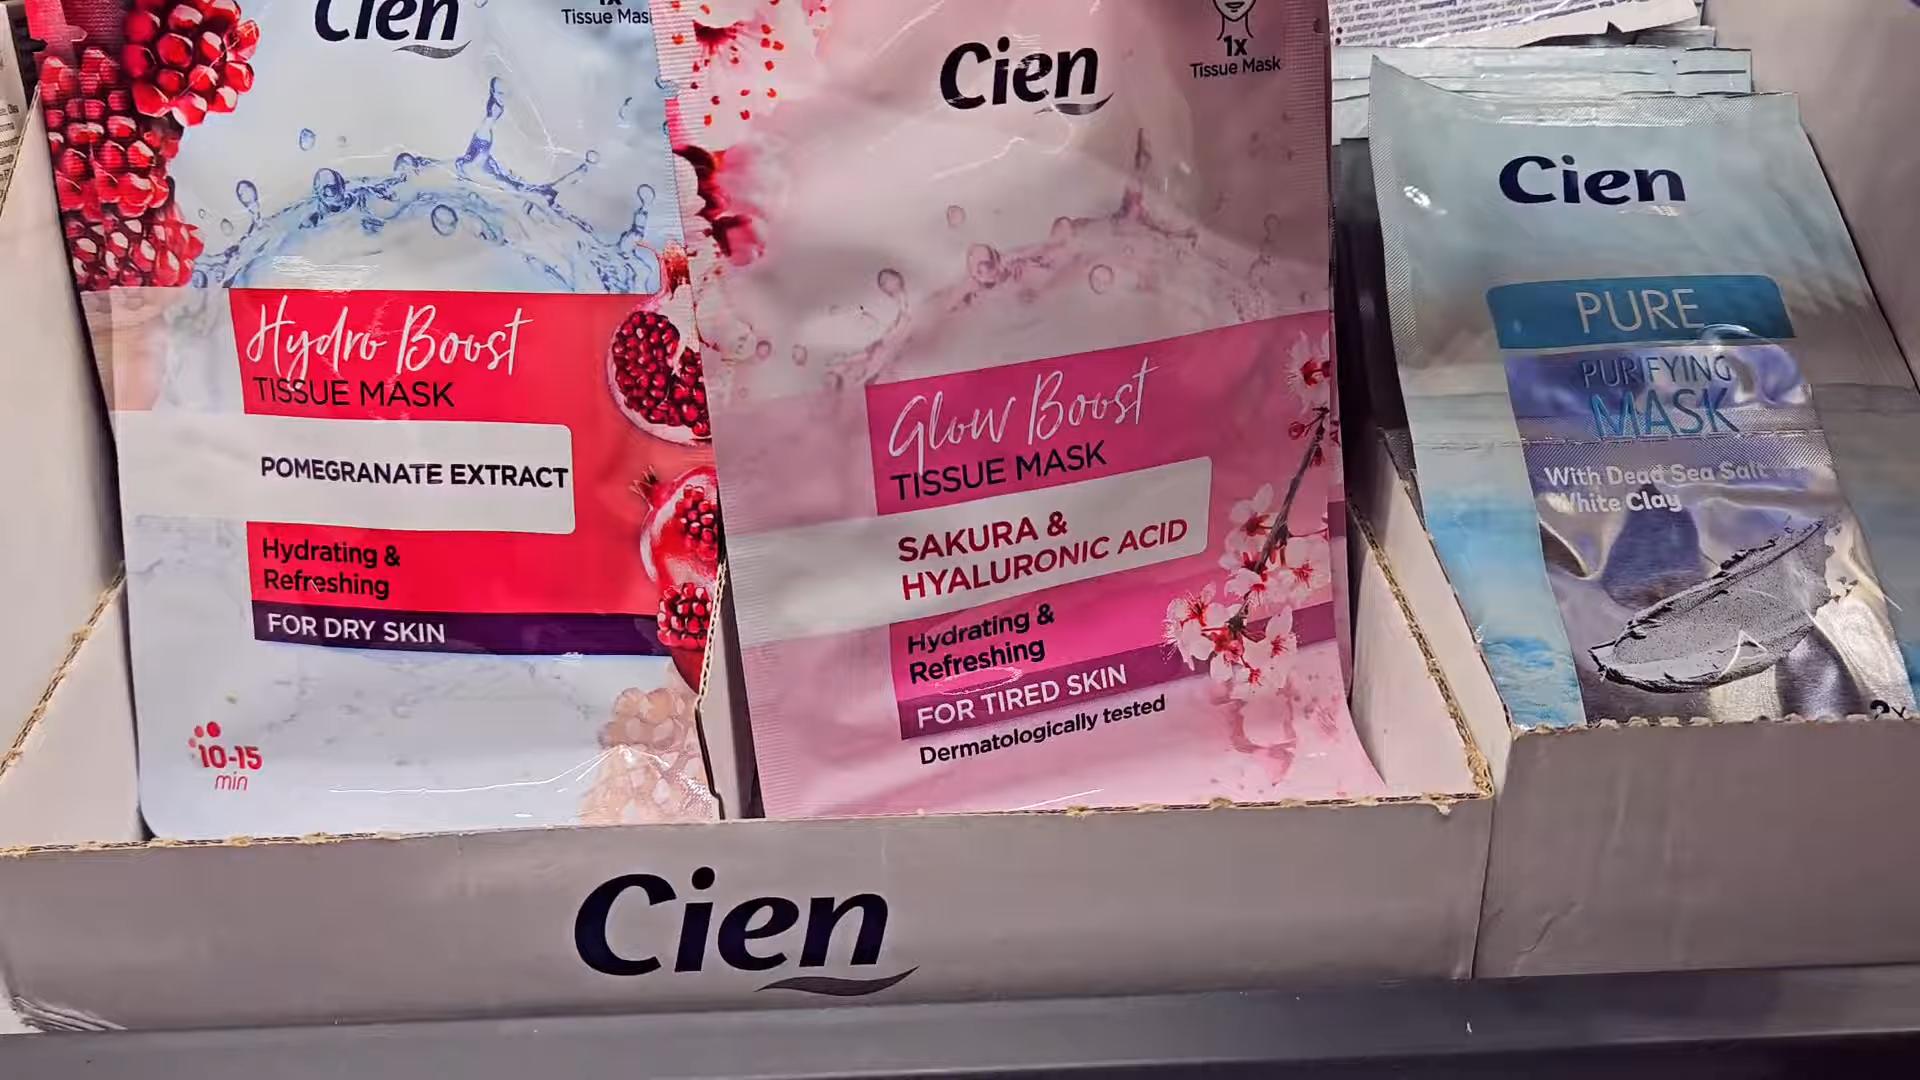 Cien
1x
Tissue Mask
Hydro Boost
TISSUE MASK
POMEGRANATE EXTRACT
Hydrating &
Refreshing
FOR DRY SKIN
10-15
min
Cien
1x
Tissue Mask
Glow Boost
TISSUE MASK
SAKURA &
HYALURONIC ACID
Hydrating &
Refreshing
FOR TIRED SKIN
Dermatologically tested
Cien
PURE
PURIFYING
MASK
With Dead Sea Salt
White Clay
Cien